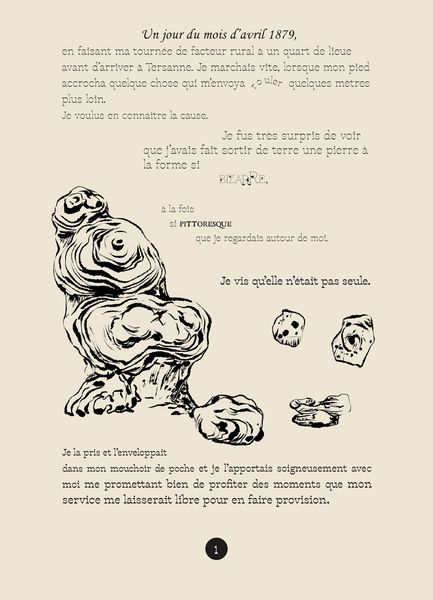 Un jour du mois d'avril 1879,
en faisant ma tournée de facteur rural à un quart de lieue
avant d'arriver à Tersanne. Je marchais vite, lorsque mon pied
accrocha quelque chose qui m'envoya rouler quelques mètres
plus loin.
Je voulus en connaître la cause.
Je fus très surpris de voir
que j'avais fait sortir de terre une pierre à
la forme si
BIZARRE,
à la fois
si PITTORESQUE
que je regardais autour de moi.
Je vis qu'elle n'était pas seule.
Je la pris et l'enveloppait
dans mon mouchoir de poche et je l'apportais soigneusement avec
moi me promettant bien de profiter des moments que mon
service me laisserait libre pour en faire provision.
1